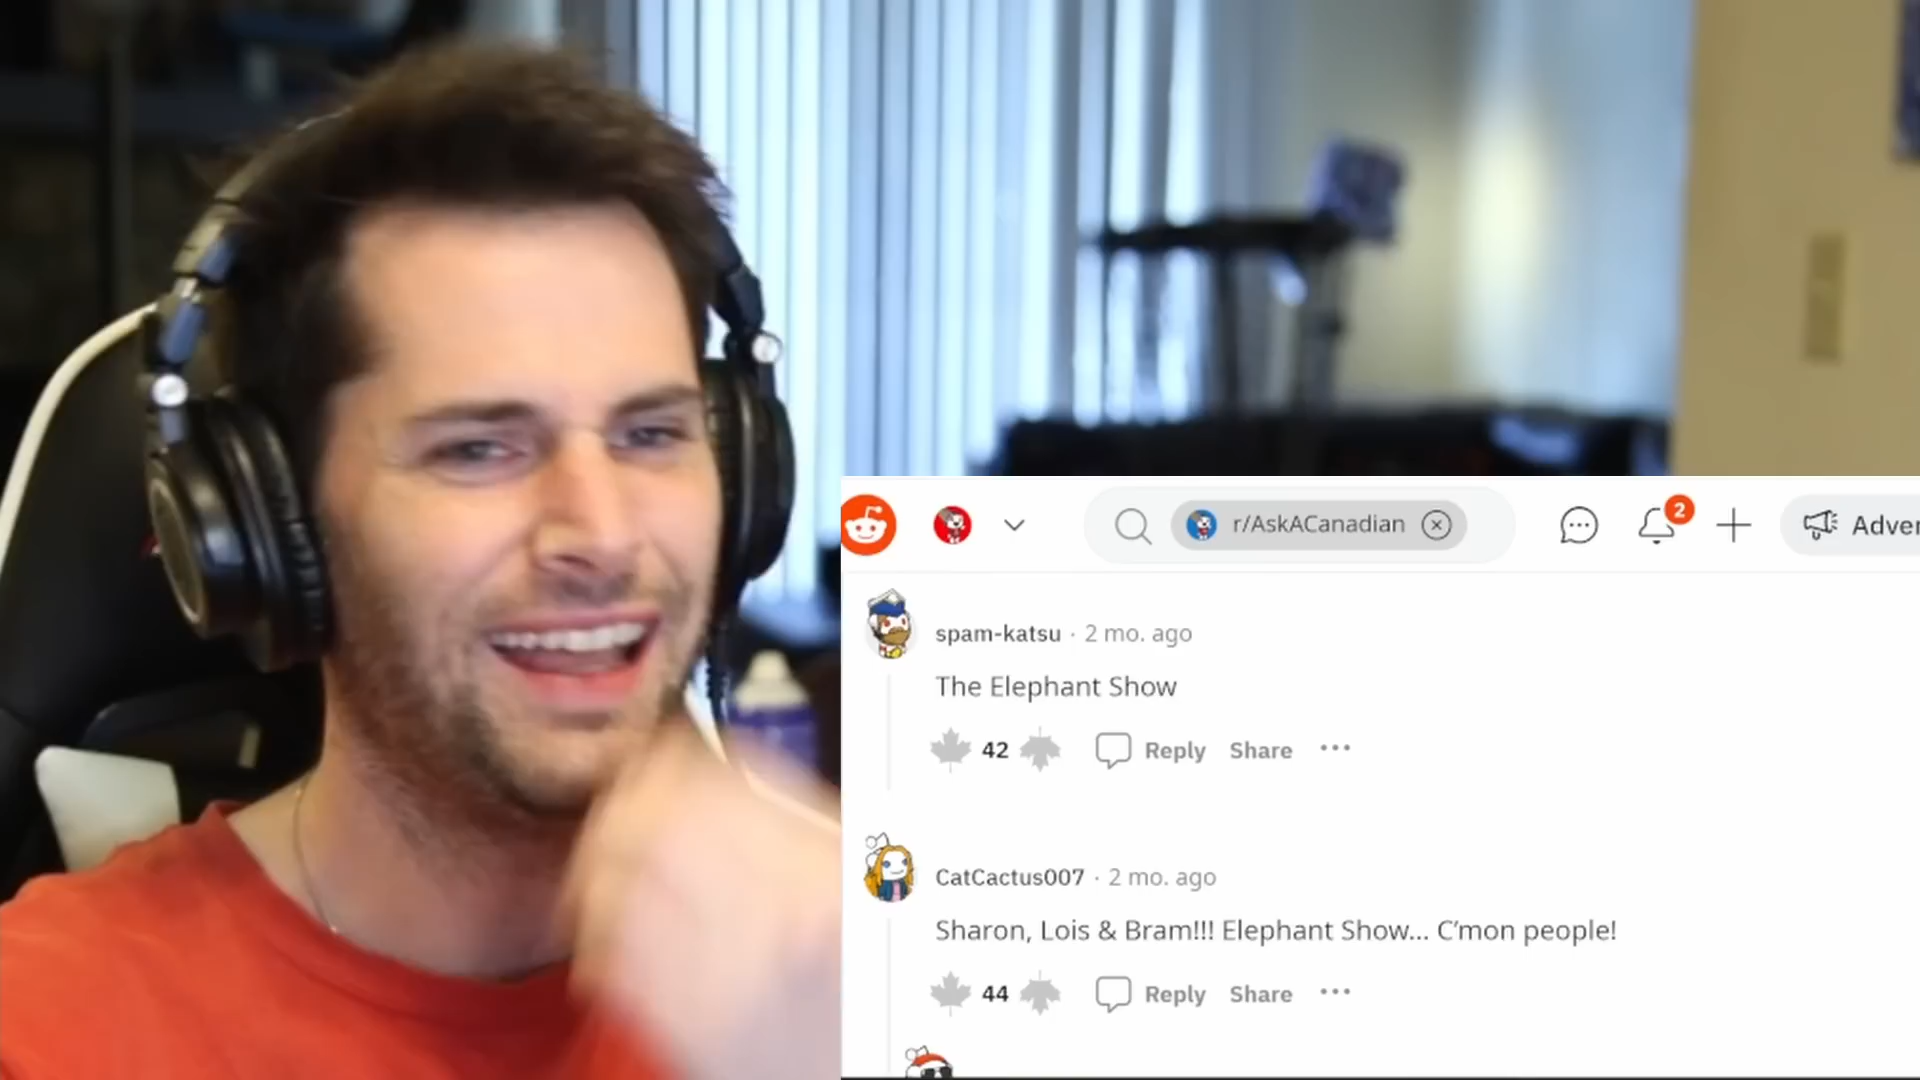 r/AskACanadian
2
Adver
spam-katsu · 2 mo. ago
The Elephant Show
42 Reply Share ···
CatCactus007 · 2 mo. ago
Sharon, Lois & Bram!!! Elephant Show... C'mon people!
44 Reply Share ···